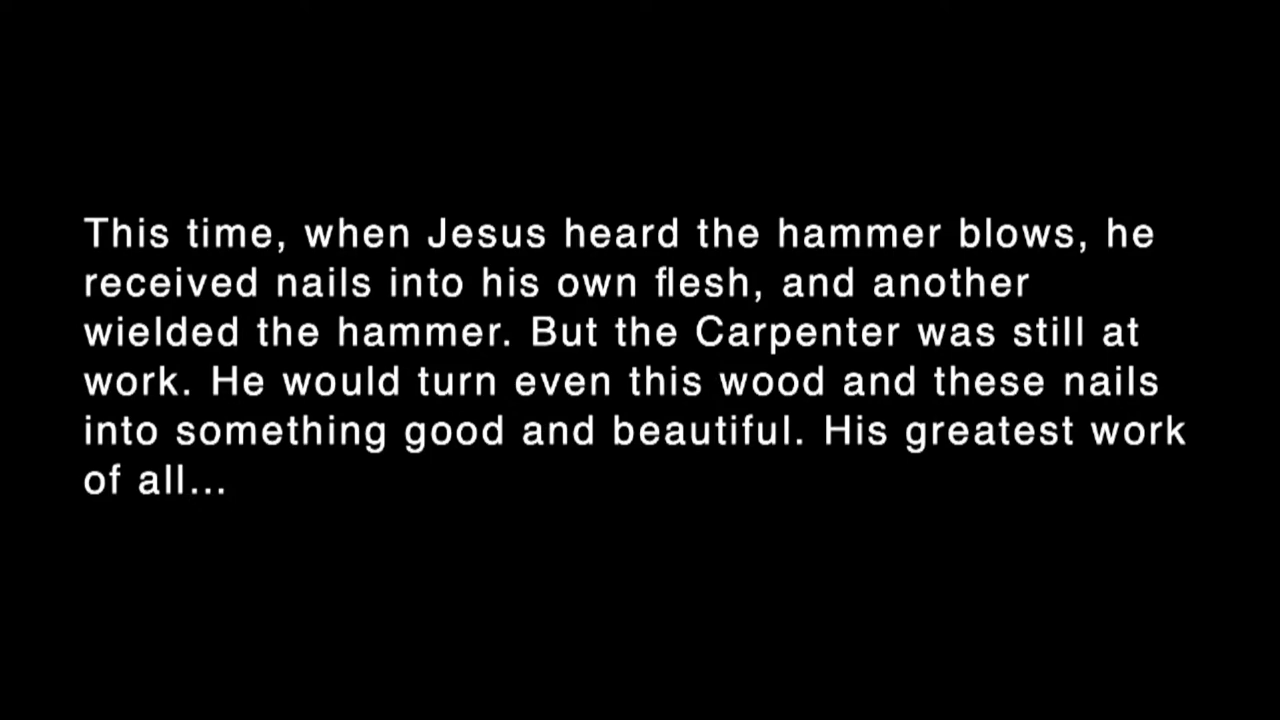 This time, when Jesus heard the hammer blows, he
received nails into his own flesh, and another
wielded the hammer. But the Carpenter was still at
work. He would turn even this wood and these nails
into something good and beautiful. His greatest work
of all...